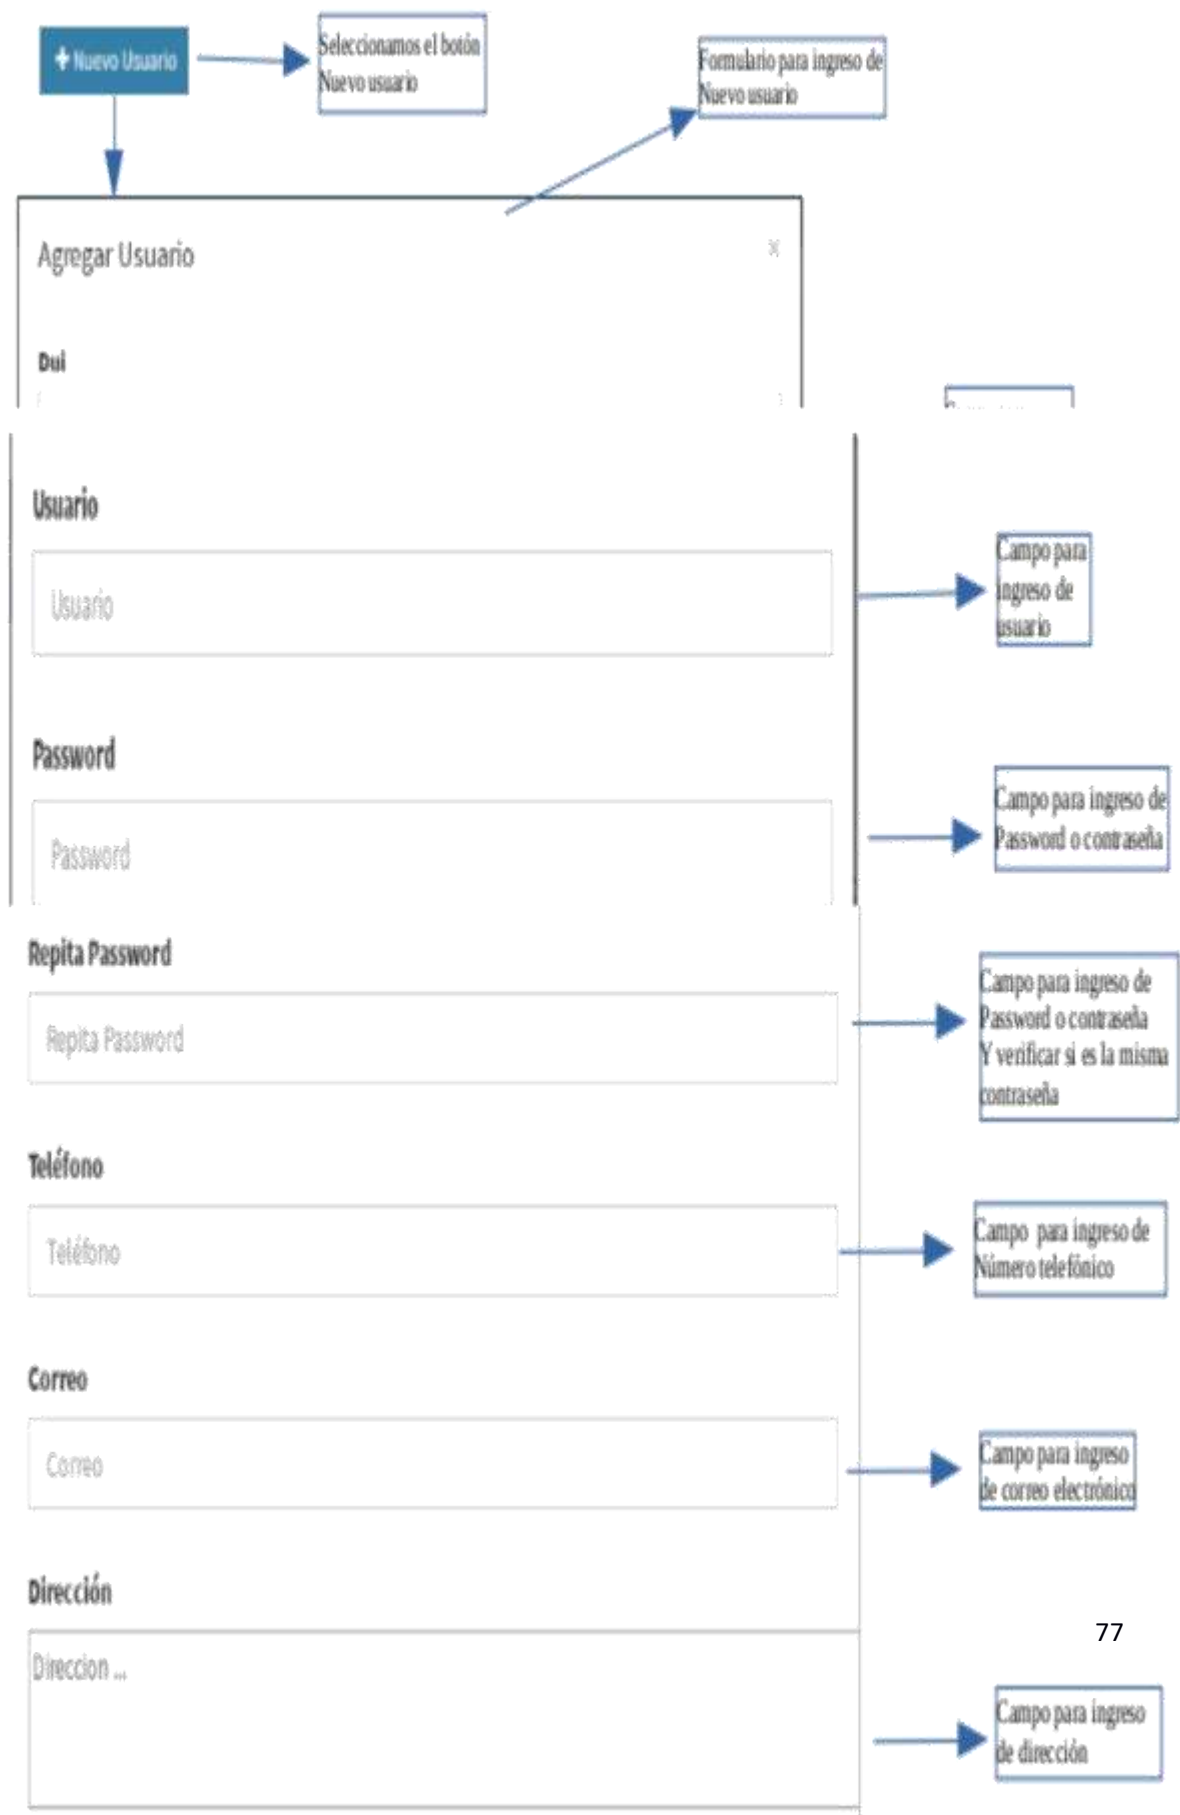 + Nuevo Usuario
Seleccionamos el botón
Nuevo usuario
Formulario para ingreso de
Nuevo usuario
Agregar Usuario
×
Dui
Usuario
Usuario
Campo para
ingreso de
usuario
Password
Password
Campo para ingreso de
Password o contraseña
Repita Password
Repita Password
Campo para ingreso de
Password o contraseña
Y verificar si es la misma
contraseña
Teléfono
Teléfono
Campo para ingreso de
Número telefónico
Correo
Correo
Campo para ingreso
de correo electrónico
Dirección
77
Direccion ...
Campo para ingreso
de dirección